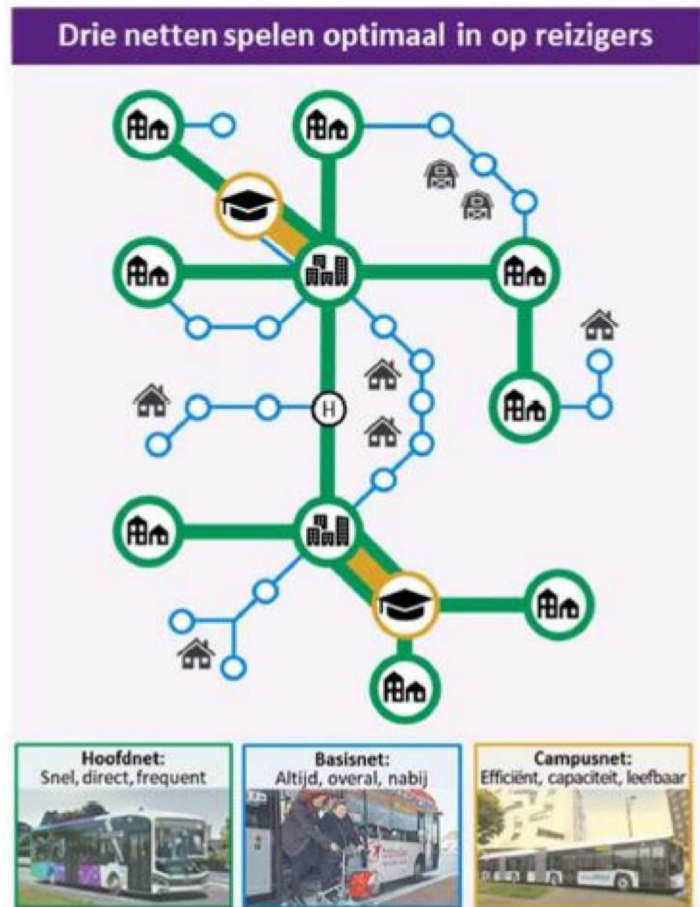 Drie netten spelen optimaal in op reizigers
H
Hoofdnet:
Snel, direct, frequent
Basisnet:
Altijd, overal, nabij
Campusnet:
Efficiënt, capaciteit, leefbaar